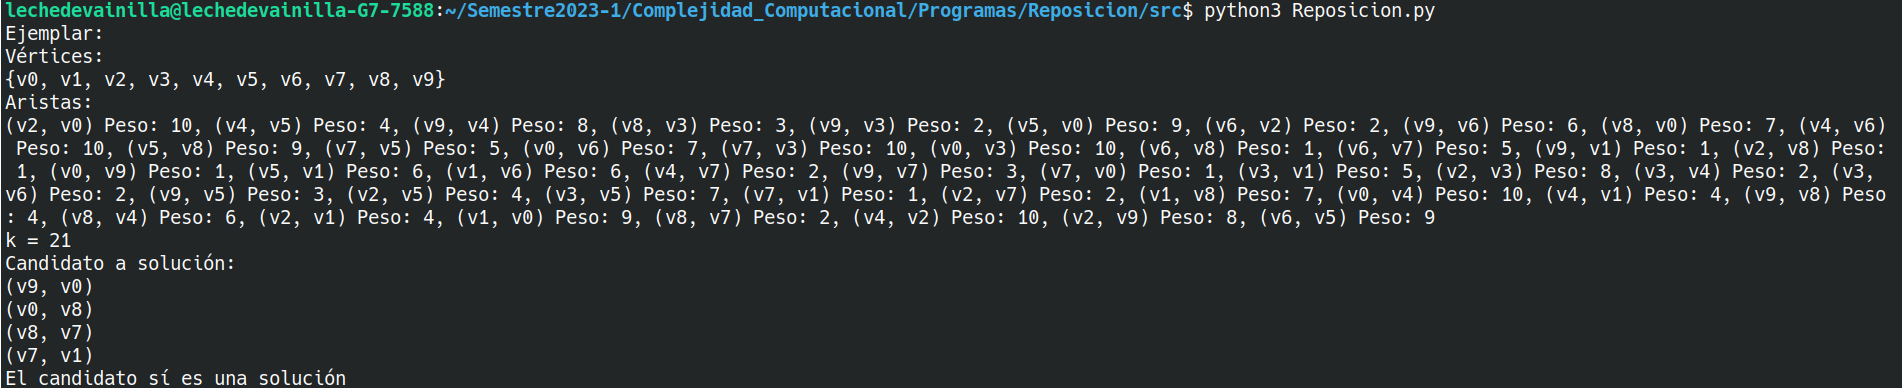 lechedevainilla@lechedevainilla-G7-7588:~/Semestre2023-1/Complejidad_Computacional/Programas/Reposicion/src$ python3 Reposicion.py
Ejemplar:
Vértices:
{v0, v1, v2, v3, v4, v5, v6, v7, v8, v9}
Aristas:
(v2, v0) Peso: 10, (v4, v5) Peso: 4, (v9, v4) Peso: 8, (v8, v3) Peso: 3, (v9, v3) Peso: 2, (v5, v0) Peso: 9, (v6, v2) Peso: 2, (v9, v6) Peso: 6, (v8, v0) Peso: 7, (v4, v6)
 Peso: 10, (v5, v8) Peso: 9, (v7, v5) Peso: 5, (v0, v6) Peso: 7, (v7, v3) Peso: 10, (v0, v3) Peso: 10, (v6, v8) Peso: 1, (v6, v7) Peso: 5, (v9, v1) Peso: 1, (v2, v8) Peso:
 1, (v0, v9) Peso: 1, (v5, v1) Peso: 6, (v1, v6) Peso: 6, (v4, v7) Peso: 2, (v9, v7) Peso: 3, (v7, v0) Peso: 1, (v3, v1) Peso: 5, (v2, v3) Peso: 8, (v3, v4) Peso: 2, (v3,
v6) Peso: 2, (v9, v5) Peso: 3, (v2, v5) Peso: 4, (v3, v5) Peso: 7, (v7, v1) Peso: 1, (v2, v7) Peso: 2, (v1, v8) Peso: 7, (v0, v4) Peso: 10, (v4, v1) Peso: 4, (v9, v8) Peso
: 4, (v8, v4) Peso: 6, (v2, v1) Peso: 4, (v1, v0) Peso: 9, (v8, v7) Peso: 2, (v4, v2) Peso: 10, (v2, v9) Peso: 8, (v6, v5) Peso: 9
k = 21
Candidato a solución:
(v9, v0)
(v0, v8)
(v8, v7)
(v7, v1)
El candidato sí es una solución